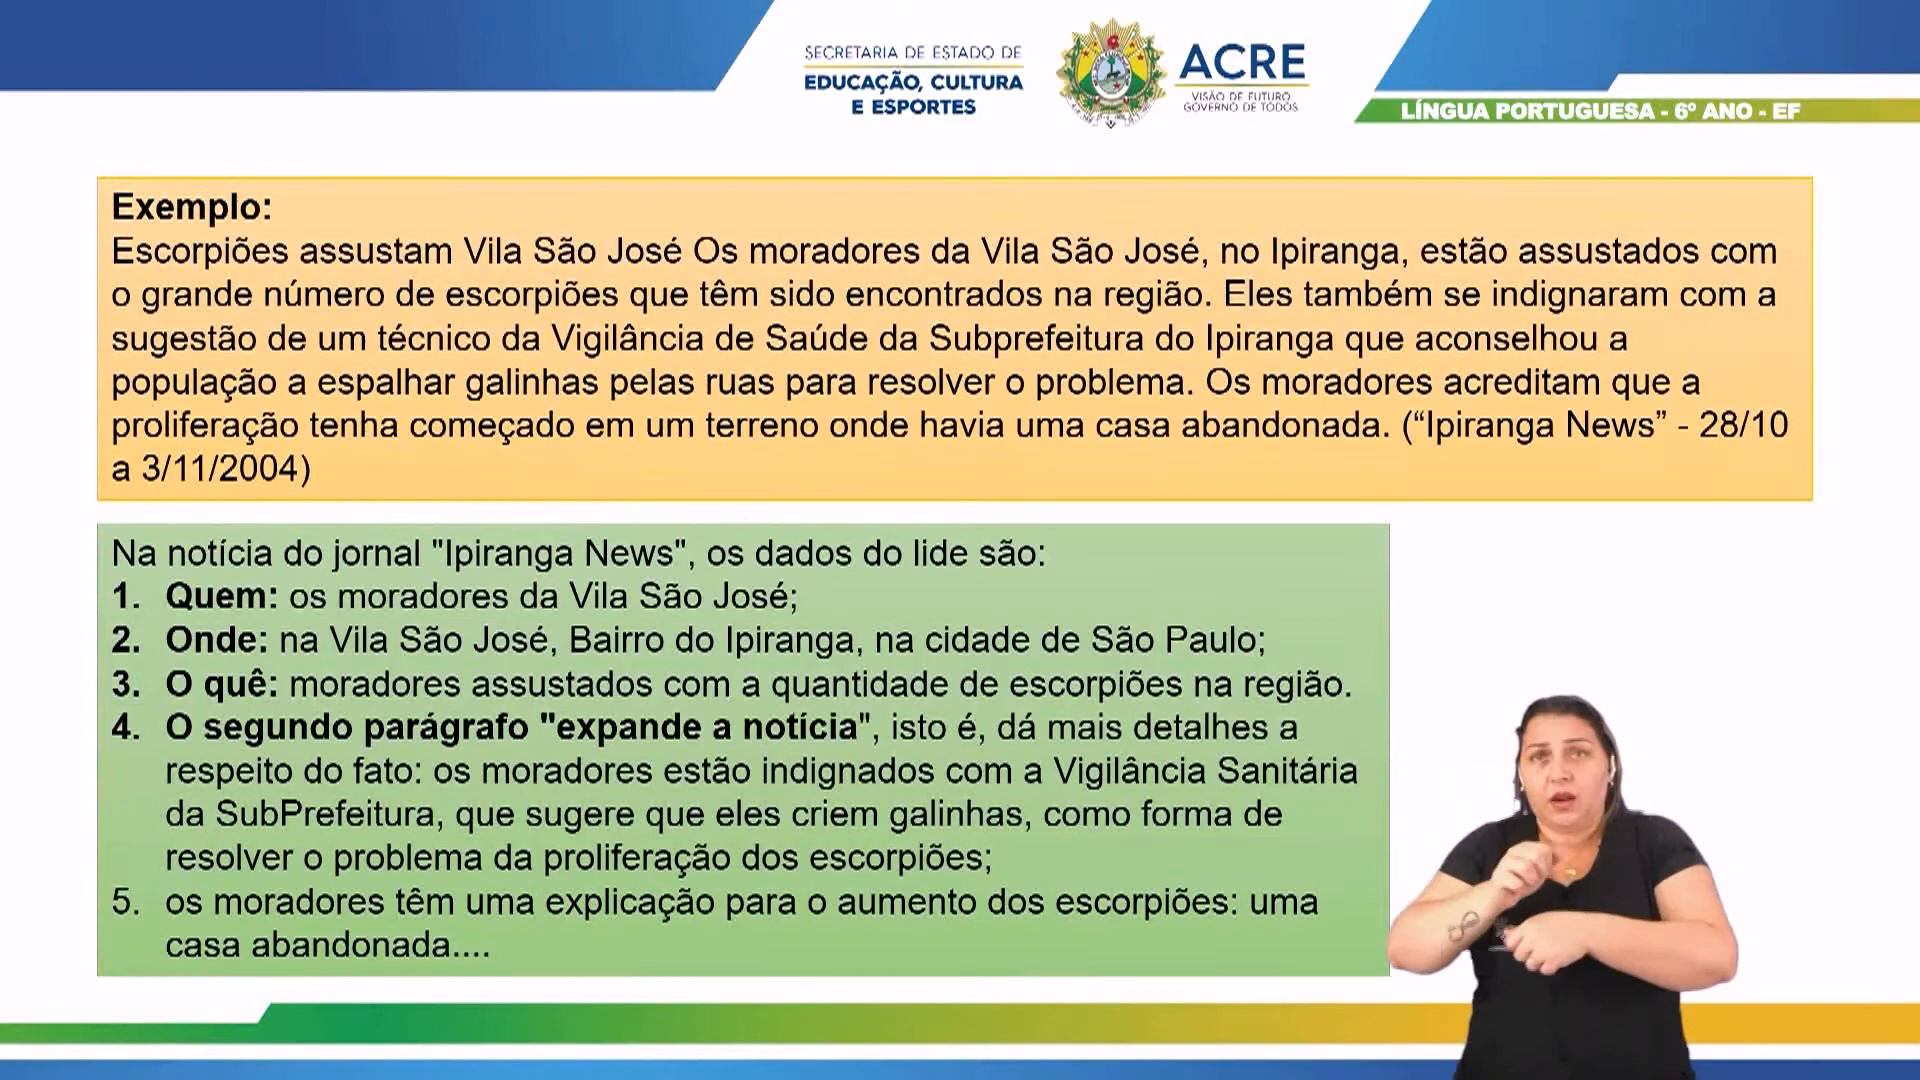 SECRETARIA DE ESTADO DE
EDUCAÇÃO, CULTURA
E ESPORTES
ACRE
VISÃO DE FUTURO
GOVERNO DE TODOS
LÍNGUA PORTUGUESA - 6º ANO - EF
Exemplo:
Escorpiões assustam Vila São José Os moradores da Vila São José, no Ipiranga, estão assustados com
o grande número de escorpiões que têm sido encontrados na região. Eles também se indignaram com a
sugestão de um técnico da Vigilância de Saúde da Subprefeitura do Ipiranga que aconselhou a
população a espalhar galinhas pelas ruas para resolver o problema. Os moradores acreditam que a
proliferação tenha começado em um terreno onde havia uma casa abandonada. (“Ipiranga News” - 28/10
a 3/11/2004)
Na notícia do jornal "Ipiranga News", os dados do lide são:
1. Quem: os moradores da Vila São José;
2. Onde: na Vila São José, Bairro do Ipiranga, na cidade de São Paulo;
3. O quê: moradores assustados com a quantidade de escorpiões na região.
4. O segundo parágrafo "expande a notícia", isto é, dá mais detalhes a
respeito do fato: os moradores estão indignados com a Vigilância Sanitária
da SubPrefeitura, que sugere que eles criem galinhas, como forma de
resolver o problema da proliferação dos escorpiões;
5. os moradores têm uma explicação para o aumento dos escorpiões: uma
casa abandonada....